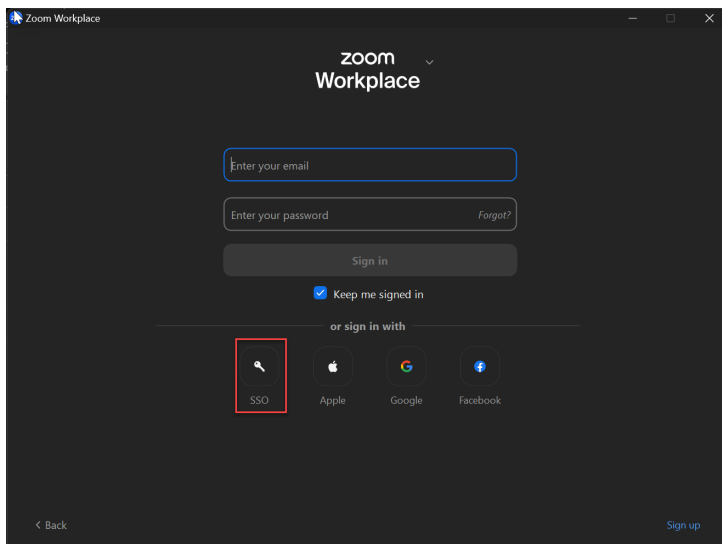 Zoom Workplace
zoom
Workplace
Enter your email
Enter your password Forgot?
Sign in
Keep me signed in
or sign in with
SSO Apple Google Facebook
Back Sign up